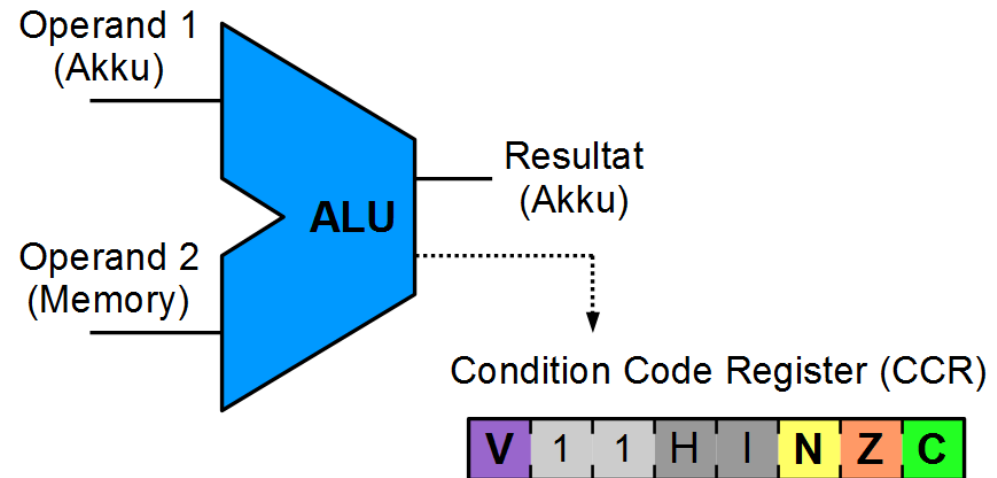 Operand 1
(Akku)
Resultat
(Akku)
ALU
Operand 2
(Memory)
Condition Code Register (CCR)
V 1 1 H I N Z C